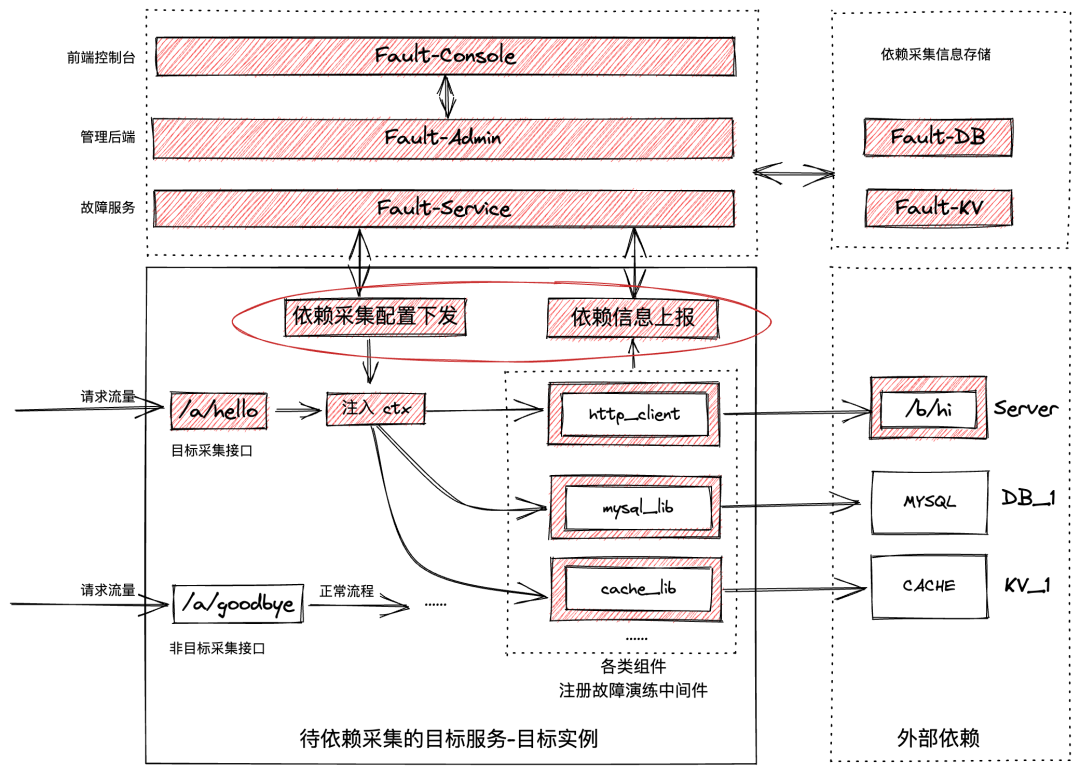 前端控制台
Fault-Console
依赖采集信息存储
管理后端
Fault-Admin
Fault-DB
故障服务
Fault-Service
Fault-KV
依赖采集配置下发
依赖信息上报
请求流量
/a/hello
注入 ctx
http_client
/b/hi
Server
目标采集接口
mysql_lib
MYSQL
DB_1
请求流量
/a/goodbye
正常流程
......
cache_lib
CACHE
KV_1
非目标采集接口
......
各类组件
注册故障演练中间件
待依赖采集的目标服务-目标实例
外部依赖